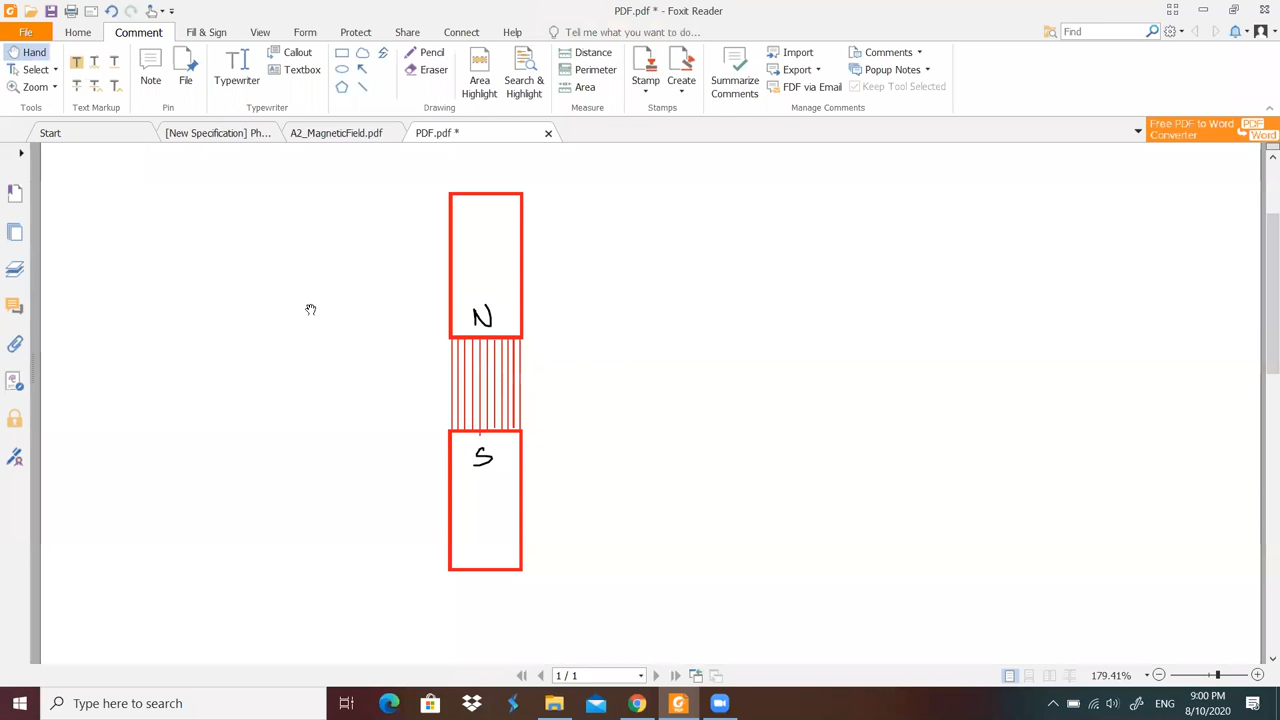 PDF.pdf * - Foxit Reader
File Home Comment Fill & Sign View Form Protect Share Connect Help Tell me what you want to do... Find
Hand Select Zoom Tools
Text Markup
Note File Pin
Typewriter Callout Textbox Typewriter
Pencil Eraser Drawing
Area Highlight Search & Highlight
Distance Perimeter Area Measure
Stamp Create Stamps
Summarize Comments Import Export FDF via Email Comments Popup Notes Keep Tool Selected Manage Comments
Start [New Specification] Ph... A2_MagneticField.pdf PDF.pdf *
Free PDF to Word Converter PDF Word
N
S
1 / 1 179.41%
Type here to search ENG 9:00 PM 8/10/2020